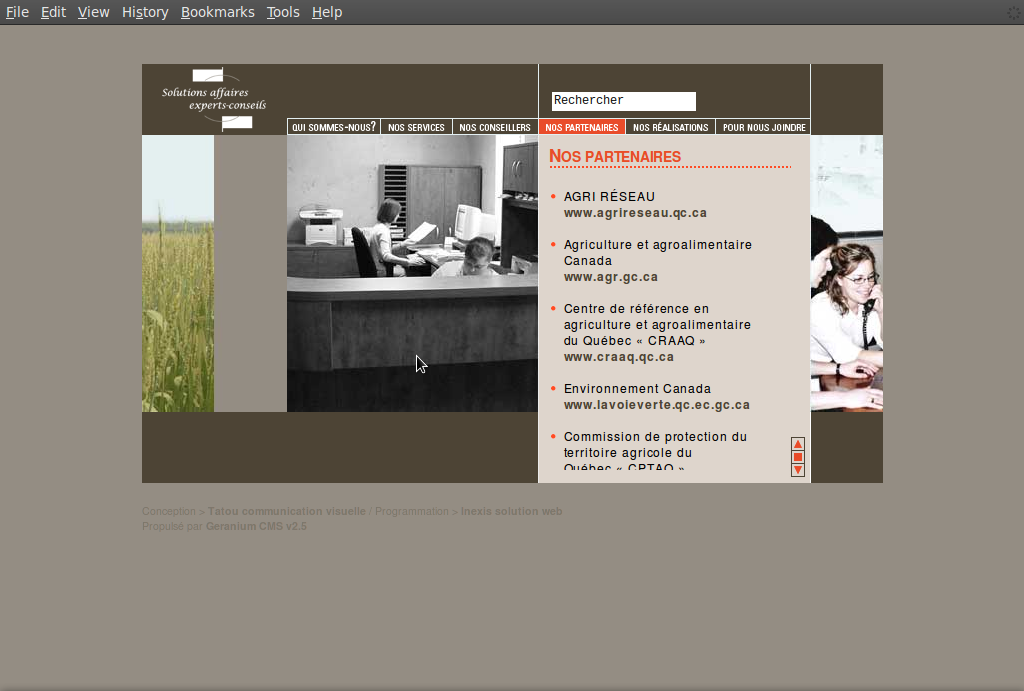 File Edit View History Bookmarks Tools Help
Solutions affaires
experts-conseils
Rechercher
QUI SOMMES-NOUS? NOS SERVICES NOS CONSEILLERS NOS PARTENAIRES NOS RÉALISATIONS POUR NOUS JOINDRE
NOS PARTENAIRES
AGRI RÉSEAU
www.agrireseau.qc.ca
Agriculture et agroalimentaire
Canada
www.agr.gc.ca
Centre de référence en
agriculture et agroalimentaire
du Québec « CRAAQ »
www.craaq.qc.ca
Environnement Canada
www.lavoieverte.qc.ec.gc.ca
Commission de protection du
territoire agricole du
Québec « CPTAQ »
Conception > Tatou communication visuelle / Programmation > Inexis solution web
Propulsé par Geranium CMS v2.5